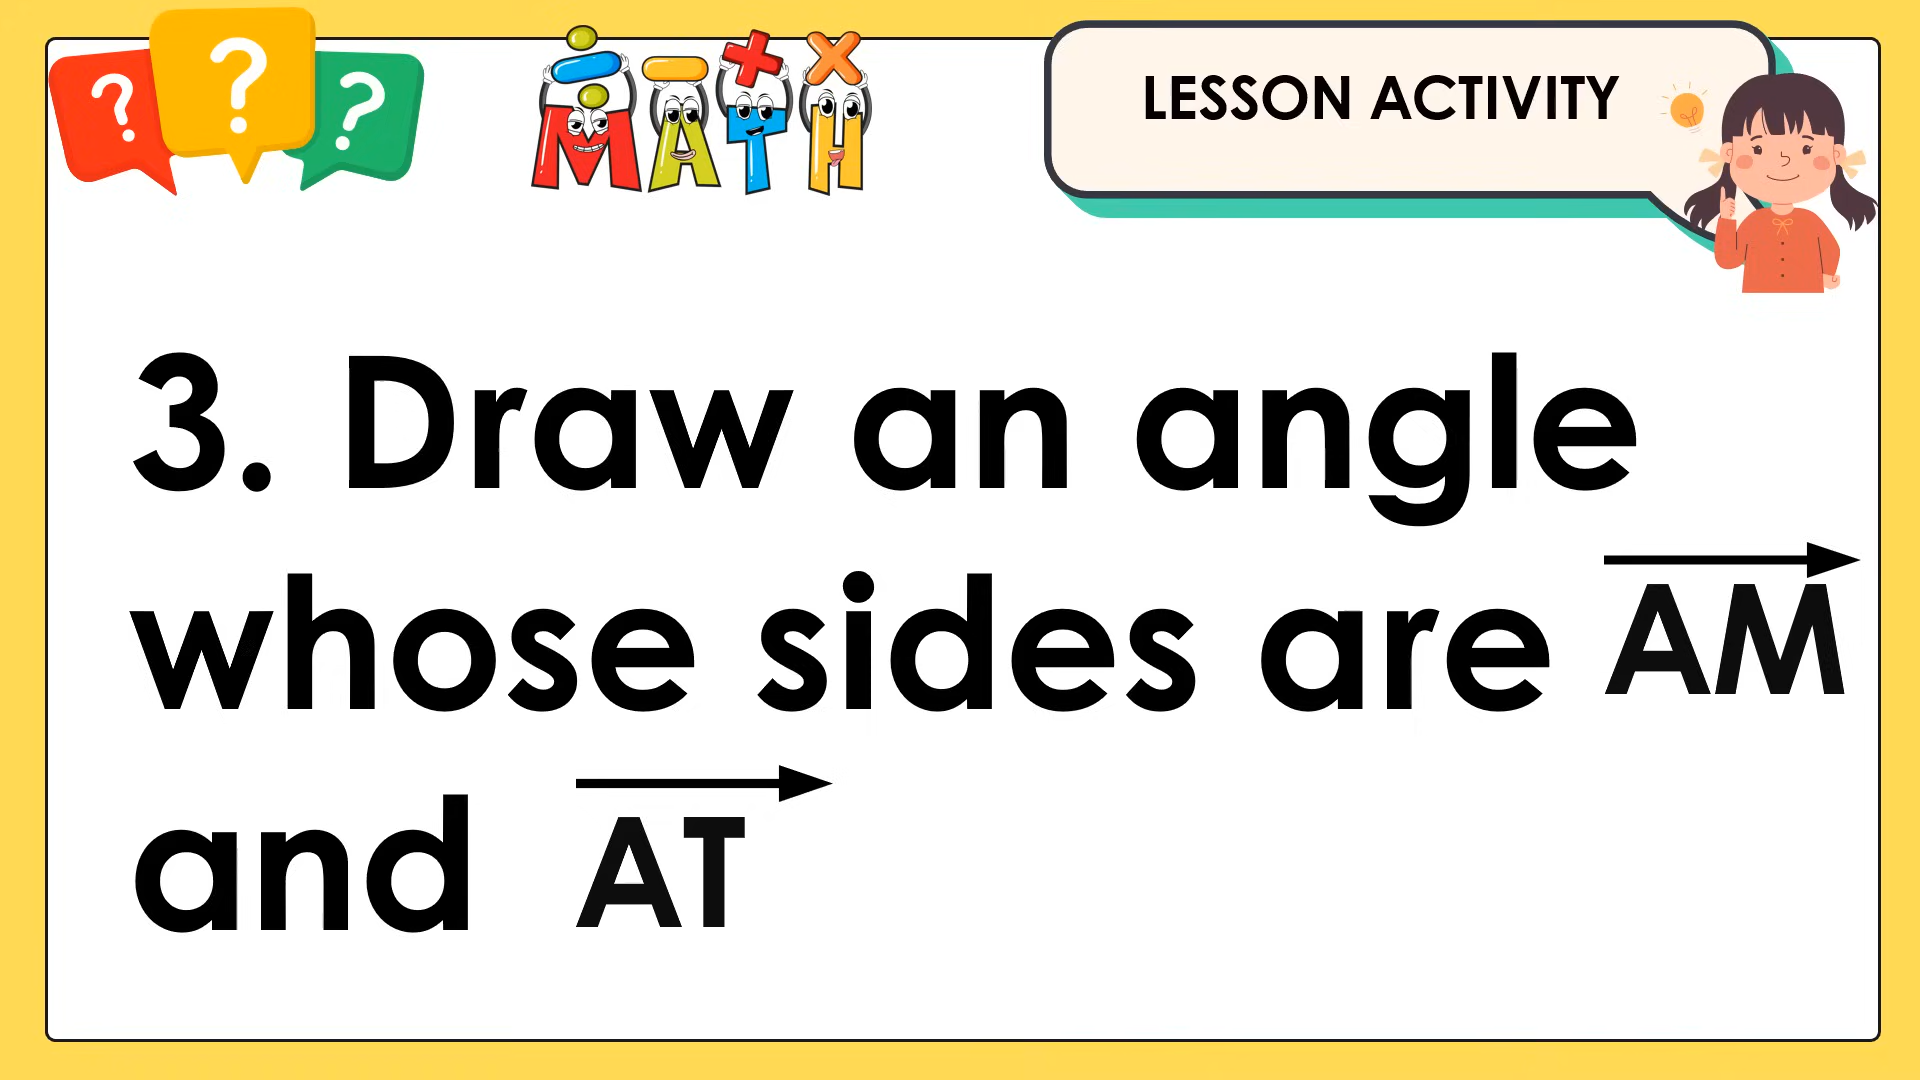 ? ? ?
MATH
LESSON ACTIVITY
3. Draw an angle
whose sides are AM
and AT